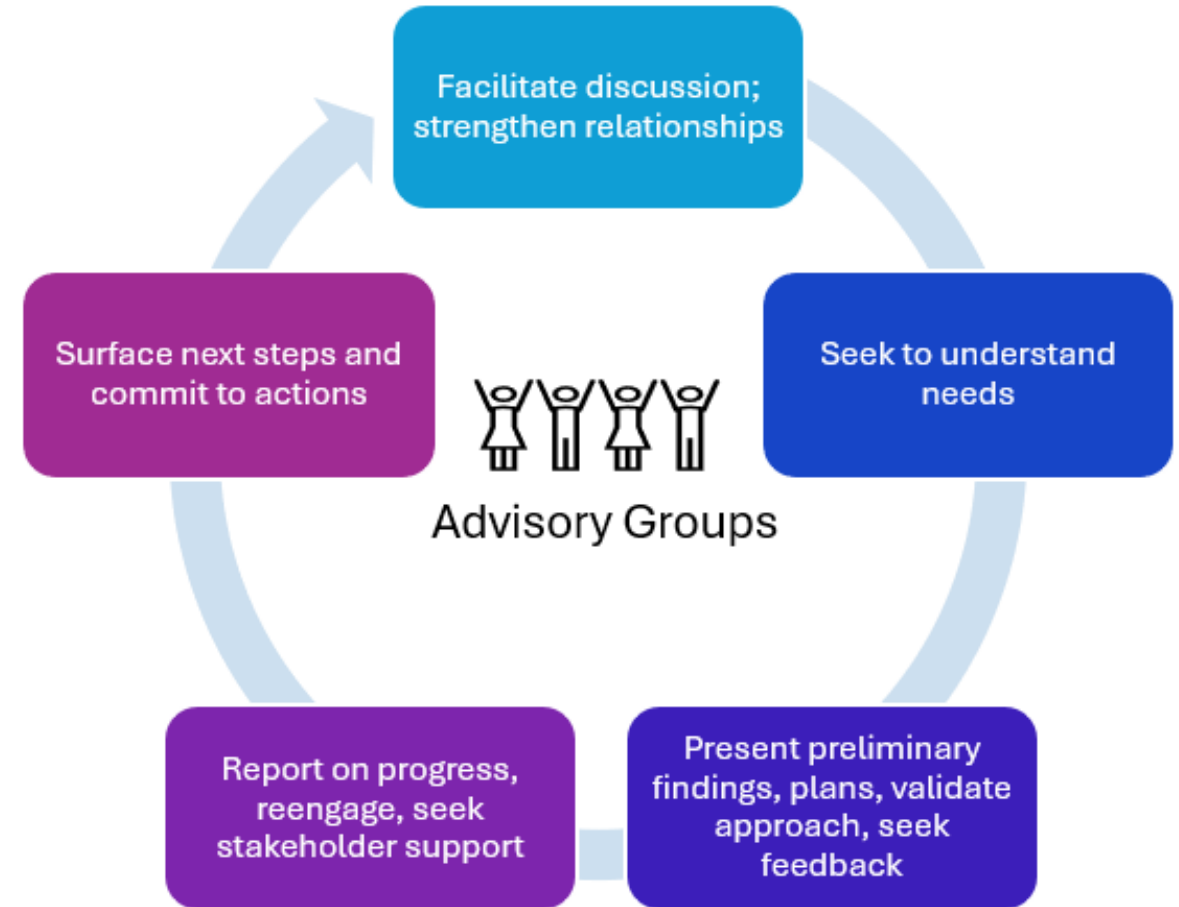 Facilitate discussion;
strengthen relationships
Seek to understand
needs
Present preliminary
findings, plans, validate
approach, seek
feedback
Report on progress,
reengage, seek
stakeholder support
Surface next steps and
commit to actions
Advisory Groups